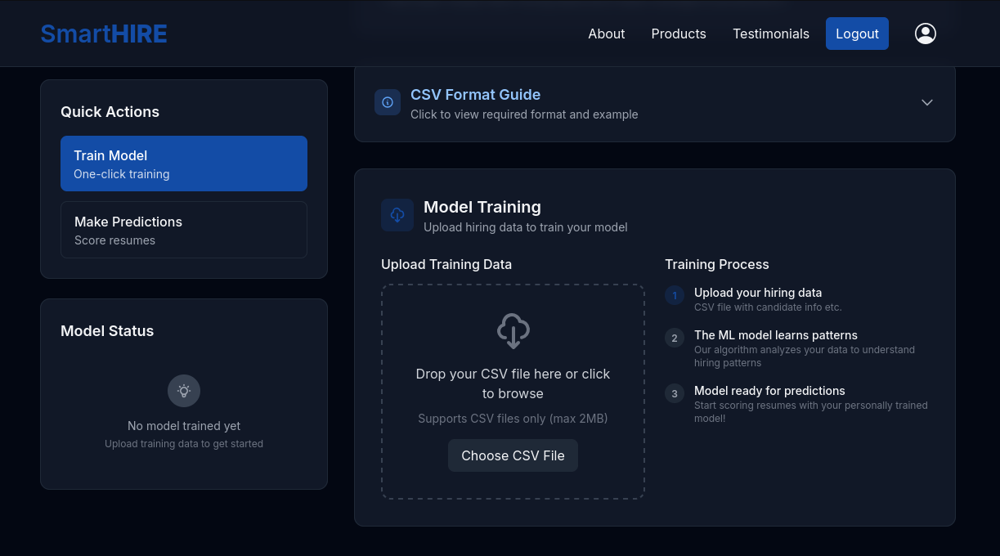 SmartHIRE
About
Products
Testimonials
Logout
Quick Actions
Train Model
One-click training
Make Predictions
Score resumes
Model Status
No model trained yet
Upload training data to get started
CSV Format Guide
Click to view required format and example
Model Training
Upload hiring data to train your model
Upload Training Data
Drop your CSV file here or click
to browse
Supports CSV files only (max 2MB)
Choose CSV File
Training Process
1
Upload your hiring data
CSV file with candidate info etc.
2
The ML model learns patterns
Our algorithm analyzes your data to understand
hiring patterns
3
Model ready for predictions
Start scoring resumes with your personally trained
model!